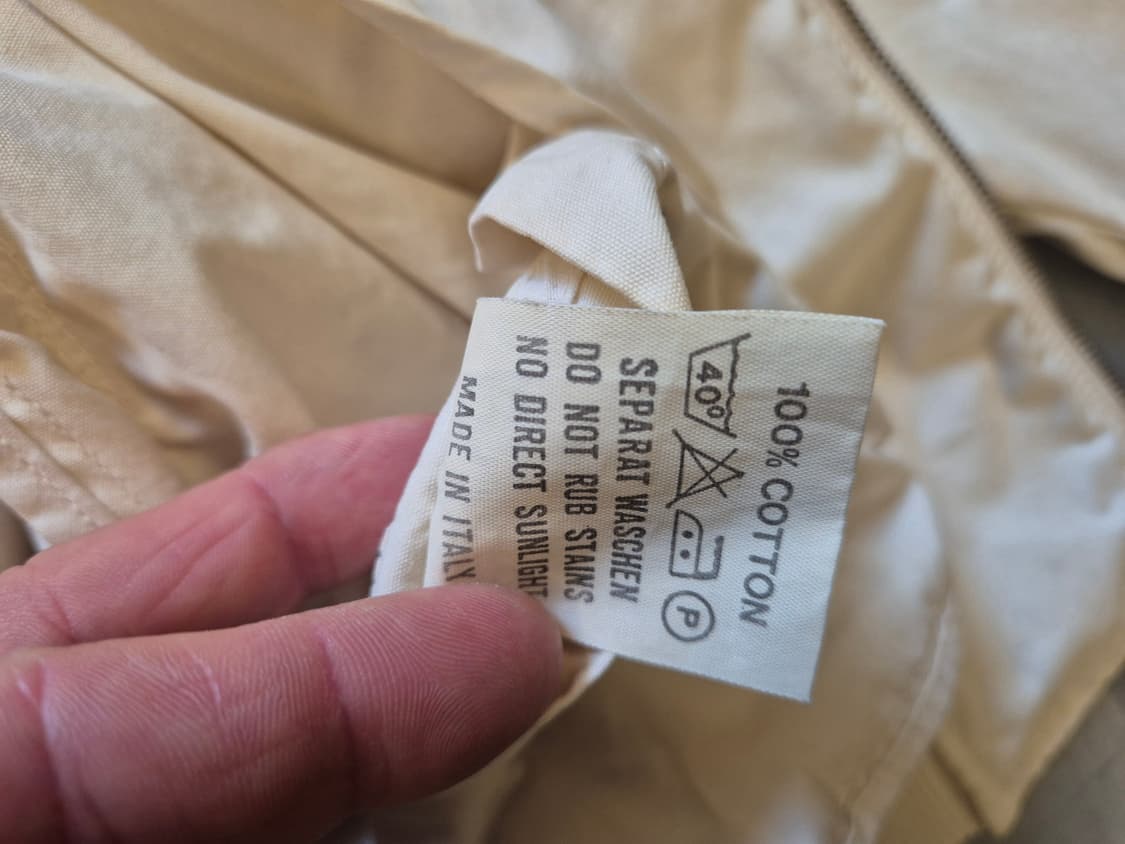 100% COTTON
40° P
SEPARAT WASCHEN
DO NOT RUB STAINS
NO DIRECT SUNLIGHT
MADE IN ITALY